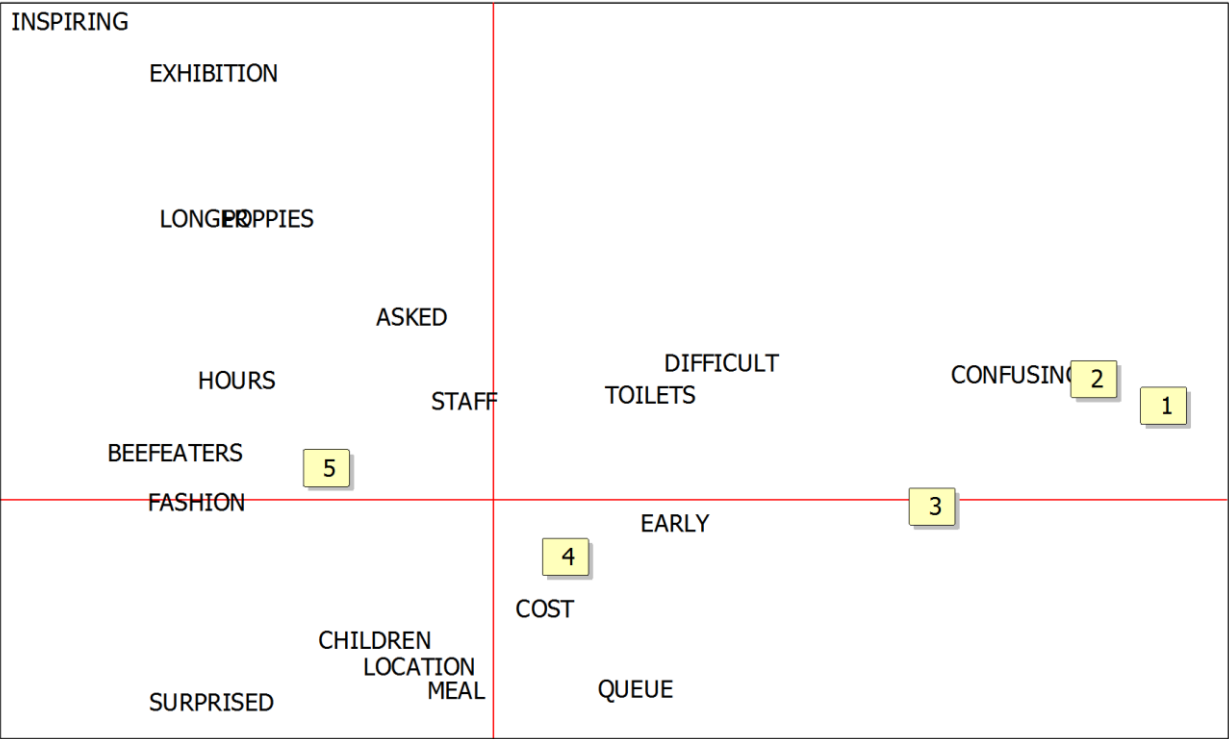 INSPIRING
EXHIBITION
LONGER POPPIES
ASKED
DIFFICULT
CONFUSING
2
HOURS
TOILETS
STAFF
1
BEEFEATERS
5
FASHION
3
EARLY
4
COST
CHILDREN
LOCATION
MEAL
QUEUE
SURPRISED